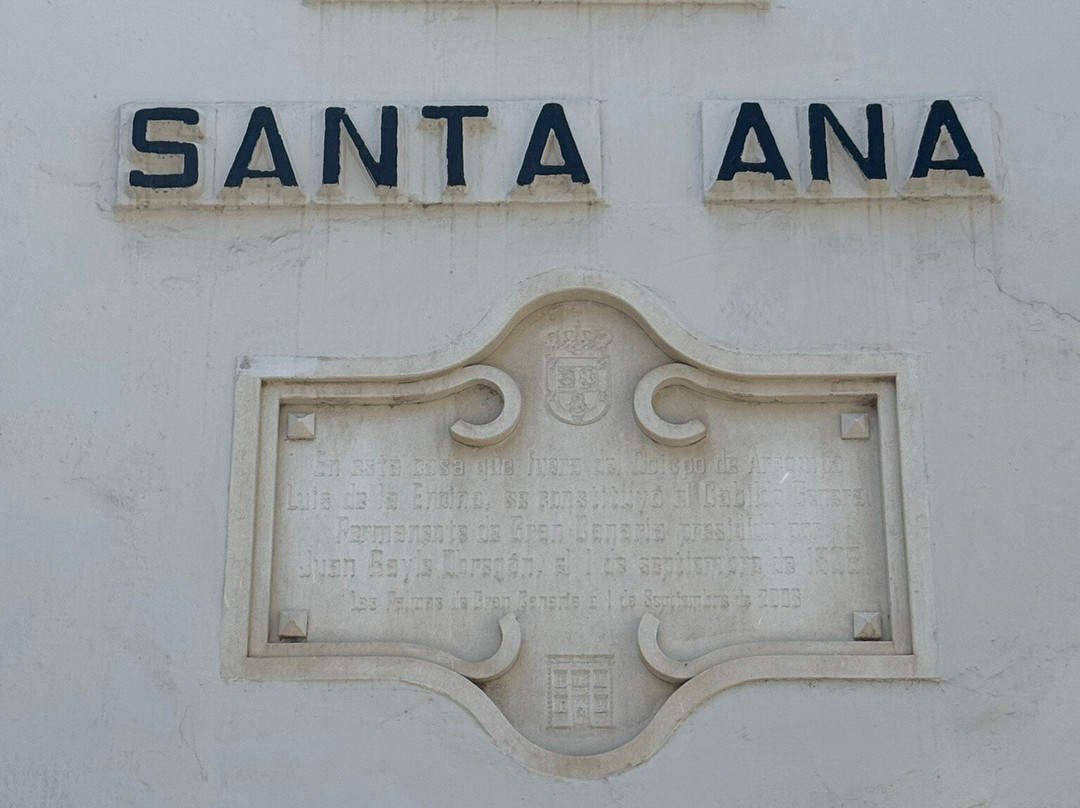 SANTA ANA
En esta casa que fuera del Obispo de Arequipa
Luis de la Encina, se constituyó el Cabildo General
Permanente de Gran Canaria presidido por
Juan Bayle Obregón, el 1 de septiembre de 1808
Las Palmas de Gran Canaria a 1 de Septiembre de 2008